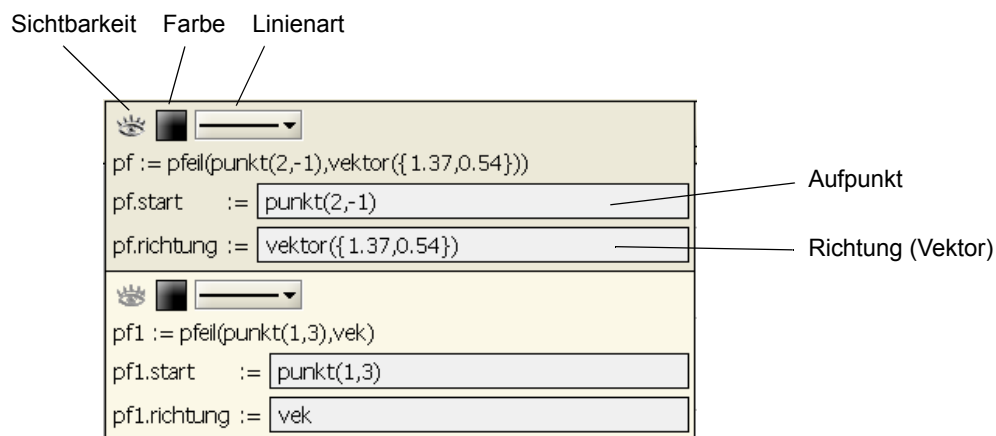 Sichtbarkeit Farbe Linienart
pf := pfeil(punkt(2,-1),vektor({1.37,0.54}))
pf.start := punkt(2,-1)
Aufpunkt
pf.richtung := vektor({1.37,0.54})
Richtung (Vektor)
pf1 := pfeil(punkt(1,3),vek)
pf1.start := punkt(1,3)
pf1.richtung := vek